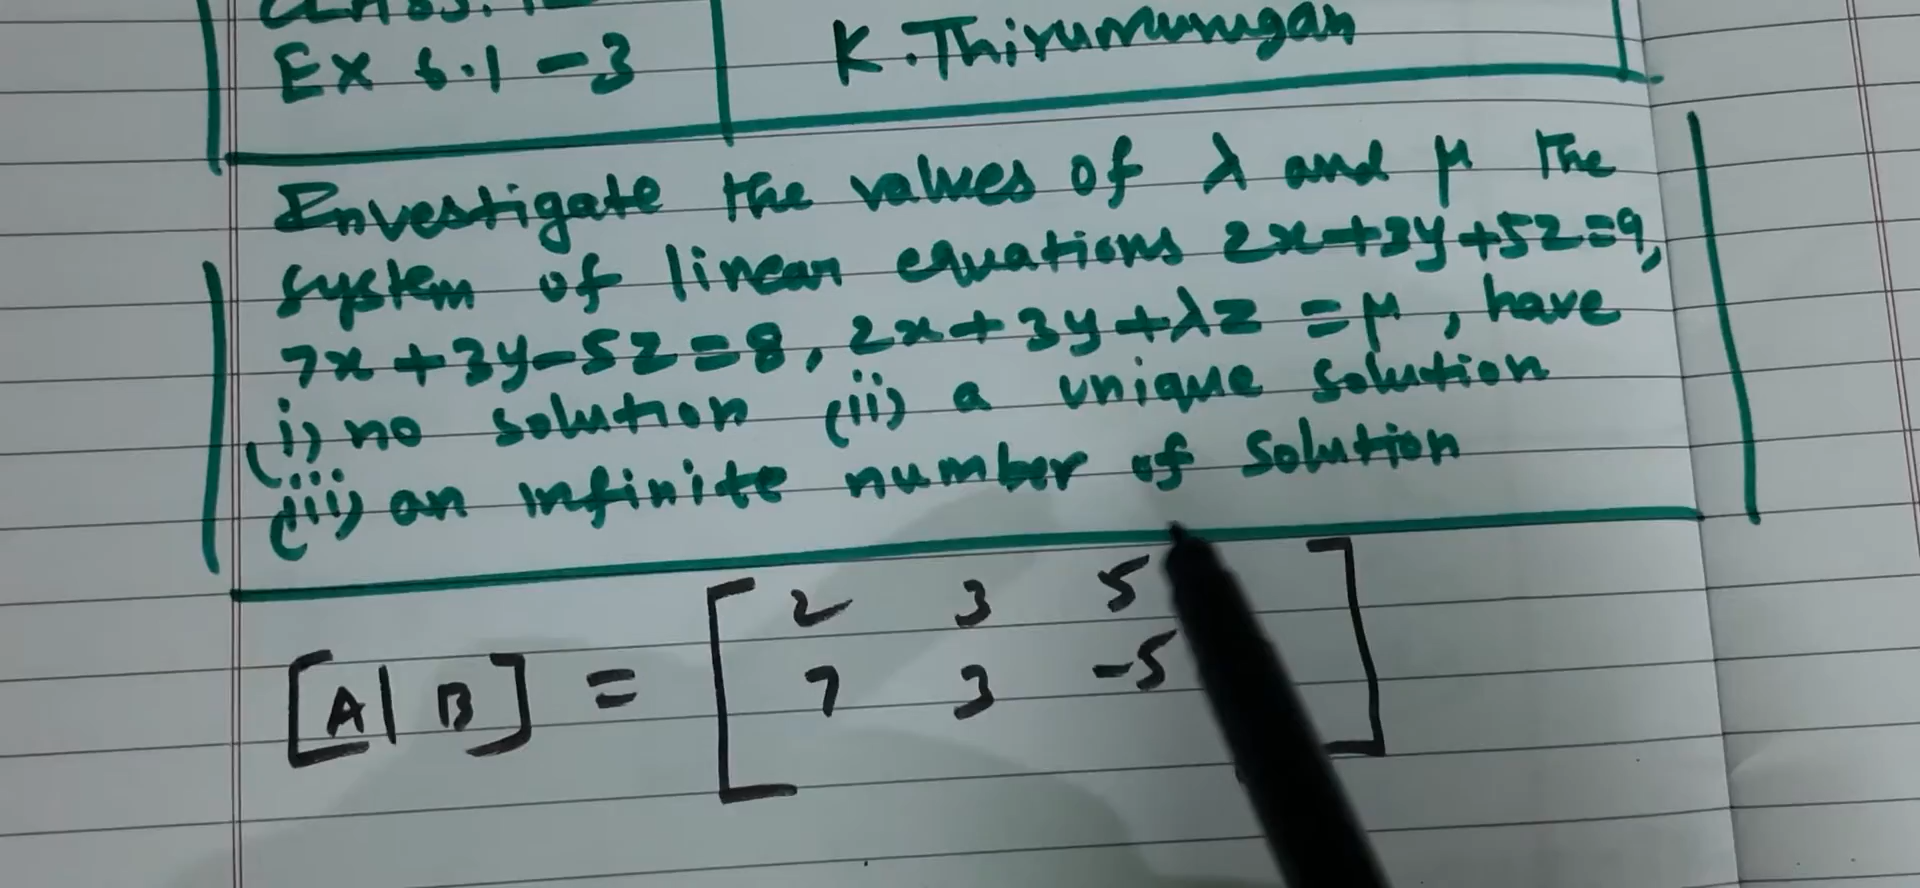 Ex 6.1 - 3
K. Thirumurugan
Investigate the values of λ and μ the
system of linear equations 2x+3y+5z=9,
7x+3y-5z=8, 2x+3y+λz=μ, have
(i) no solution (ii) a unique solution
(iii) an infinite number of solution
[A|B] =
2 3 5
7 3 -5